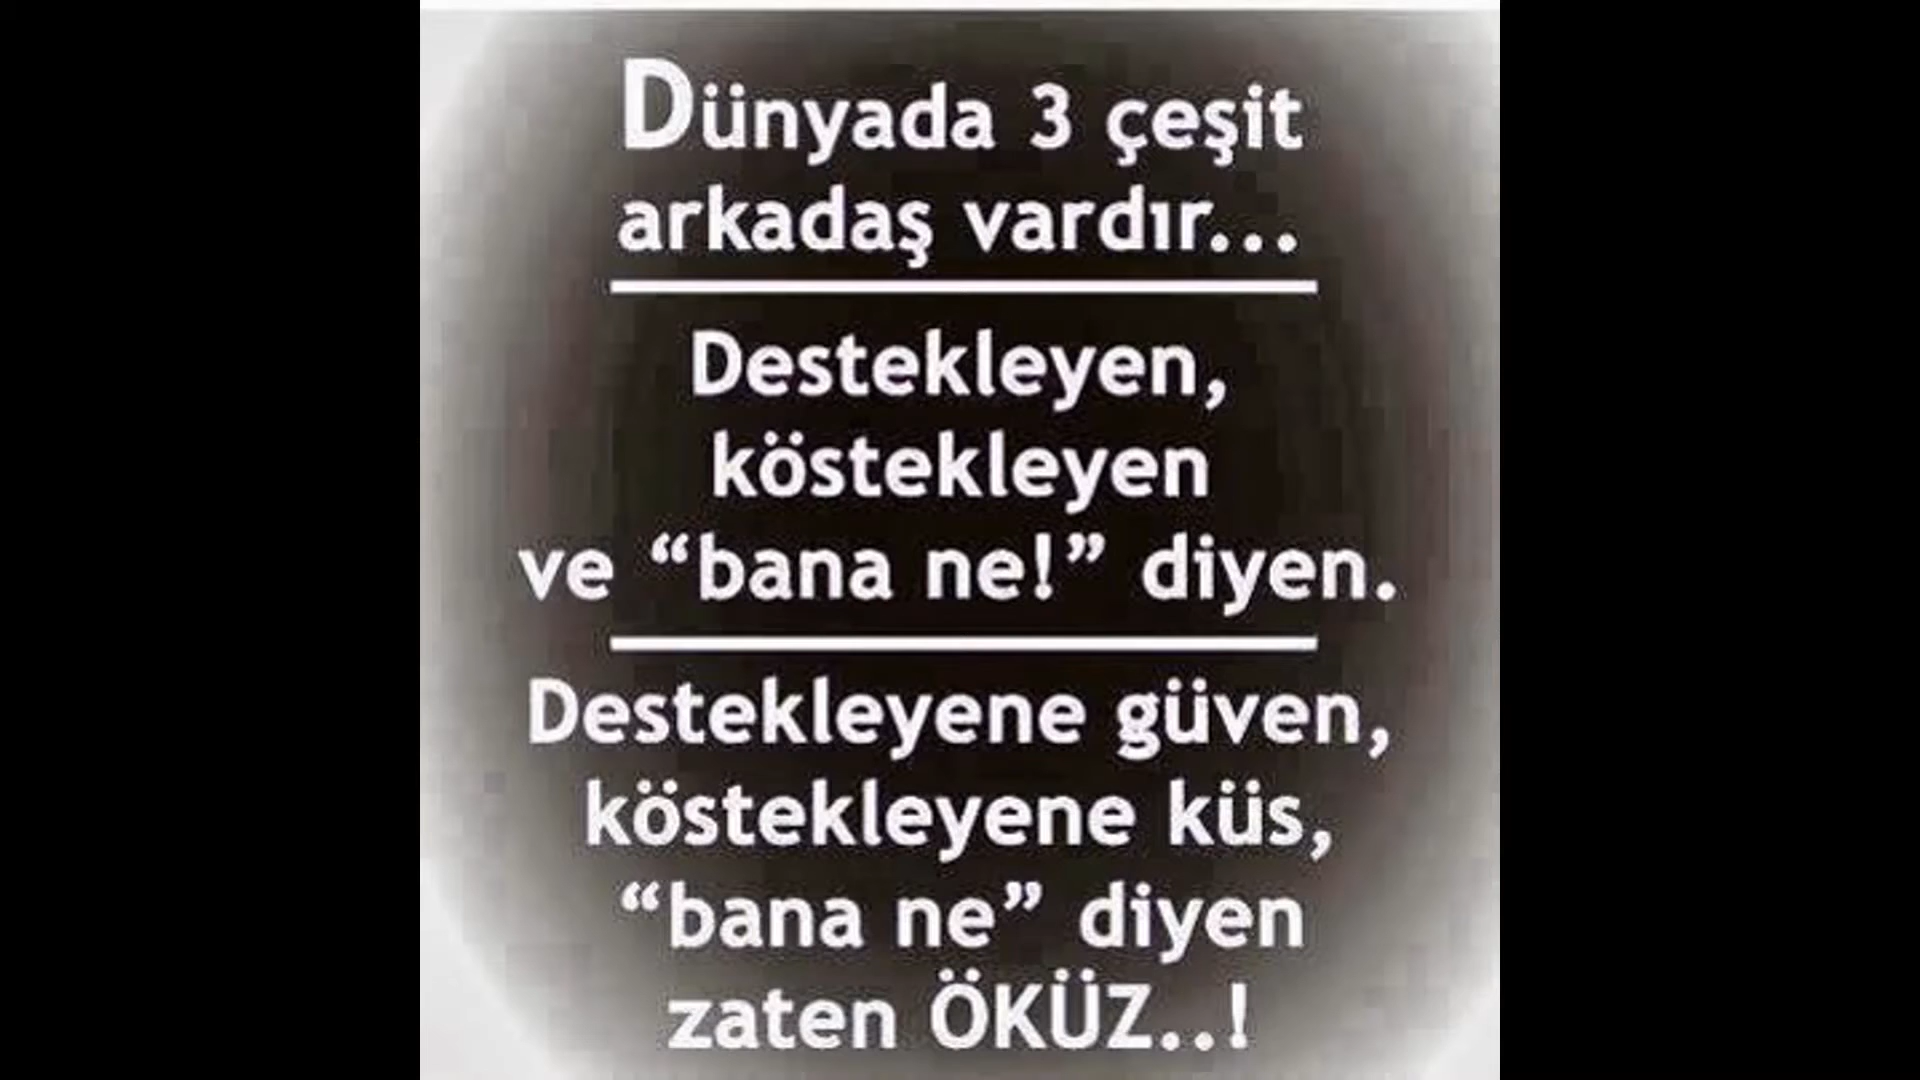 Dünyada 3 çeşit
arkadaş vardır...
Destekleyen,
köstekleyen
ve “bana ne!” diyen.
Destekleyene güven,
köstekleyene küs,
“bana ne” diyen
zaten ÖKÜZ..!